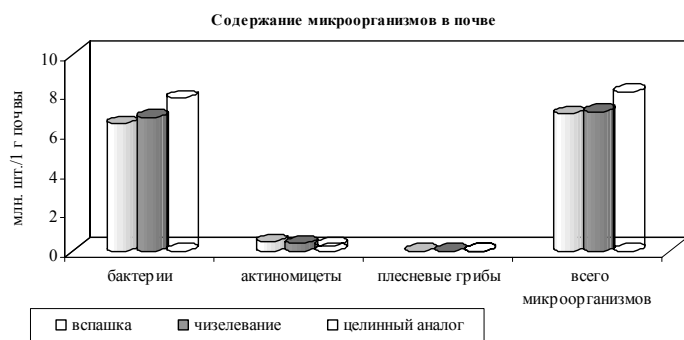 Содержание микроорганизмов в почве
млн. шт./1 г почвы
10
8
6
4
2
0
бактерии
актиномицеты
плесневые грибы
всего
микроорганизмов
вспашка
чизелевание
целинный аналог